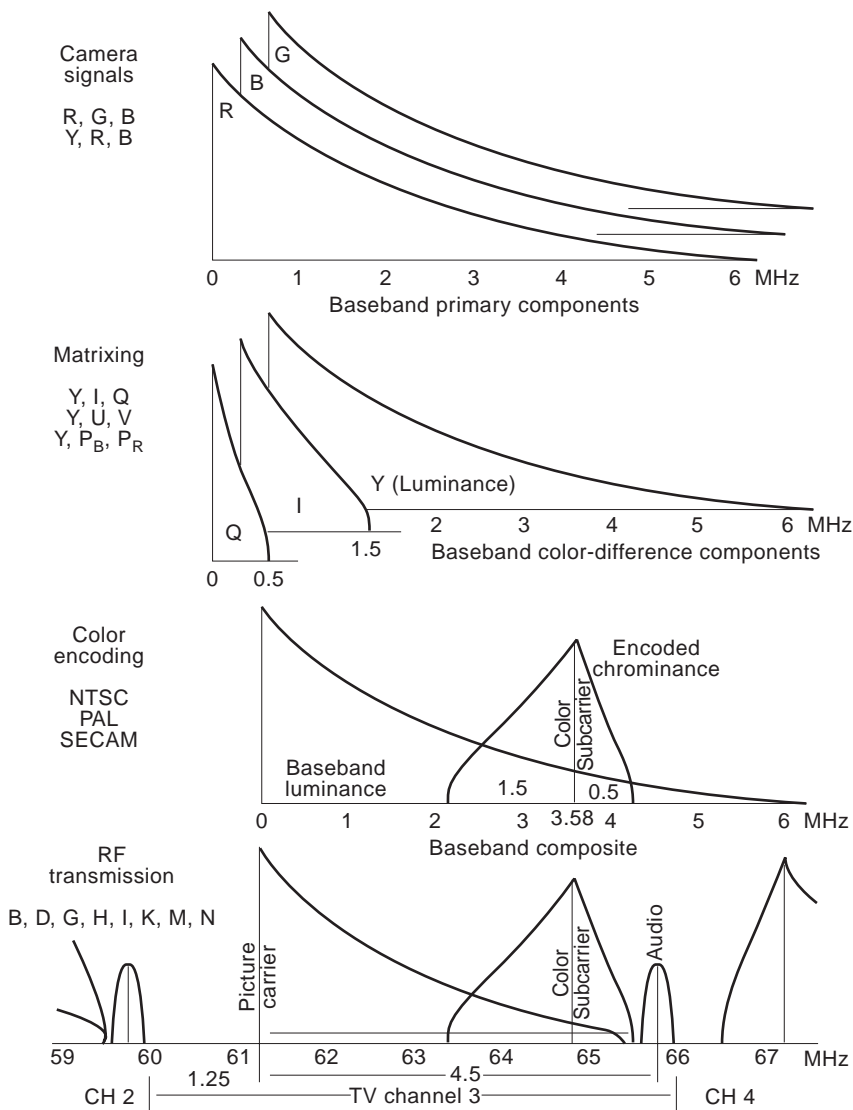 Camera
signals
R, G, B
Y, R, B
R
B
G
0 1 2 3 4 5 6 MHz
Baseband primary components
Matrixing
Y, I, Q
Y, U, V
Y, PB, PR
Q
I
Y (Luminance)
2 3 4 5 6 MHz
1.5
Baseband color-difference components
0 0.5
Color
encoding
NTSC
PAL
SECAM
Encoded
chrominance
Color
Subcarrier
Baseband
luminance
1.5
0.5
0 1 2 3 3.58 4 5 6 MHz
Baseband composite
RF
transmission
B, D, G, H, I, K, M, N
Picture
carrier
Color
Subcarrier
Audio
59 60 61 62 63 64 65 66 67 MHz
1.25
4.5
CH 2
TV channel 3
CH 4